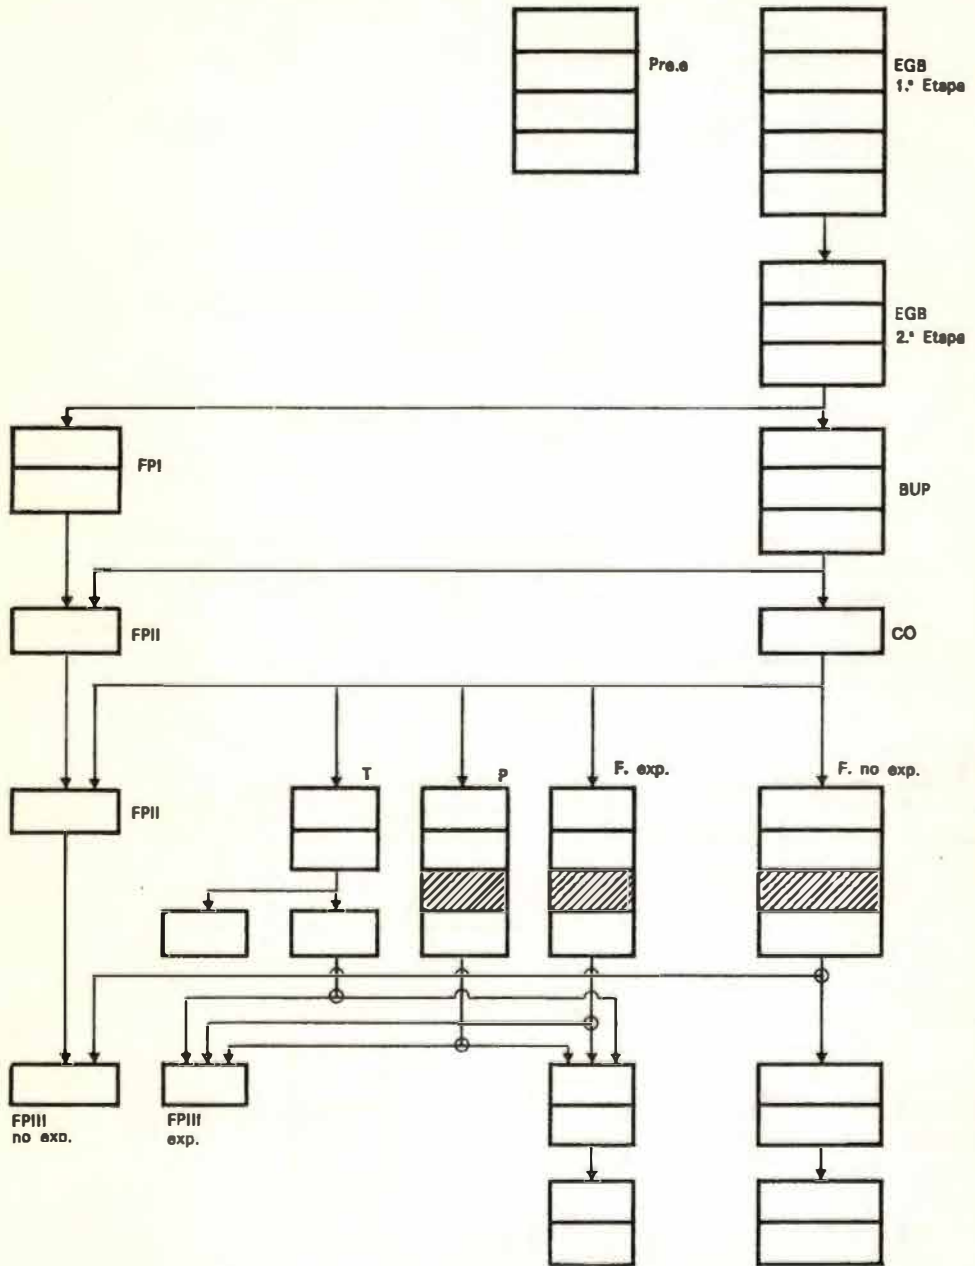 Pre.e
EGB
1.ª Etapa
EGB
2.ª Etapa
FPI
BUP
FPII
CO
T
P
F. exp.
F. no exp.
FPII
FPIII
no exp.
FPIII
exp.